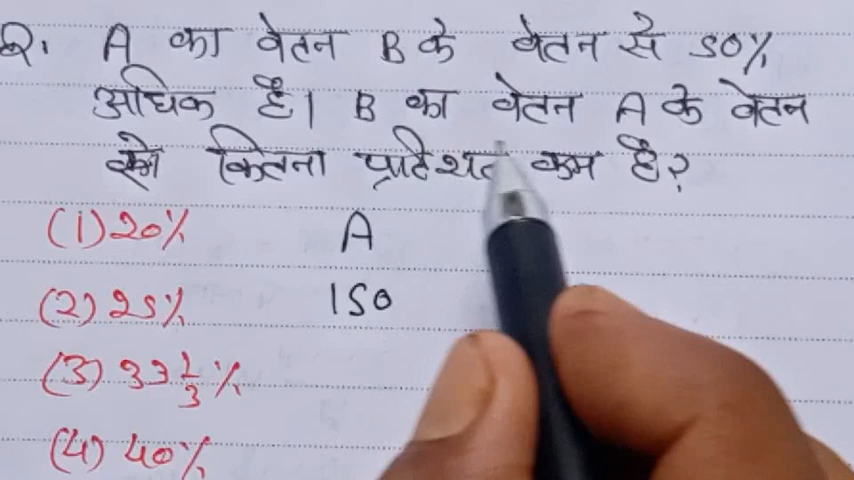 Q. A का वेतन B के वेतन से 50%
अधिक है। B का वेतन A के वेतन
से कितना प्रतिशत कम है?
(1) 20% A
(2) 25% 150
(3) 33 1/3 %
(4) 40%